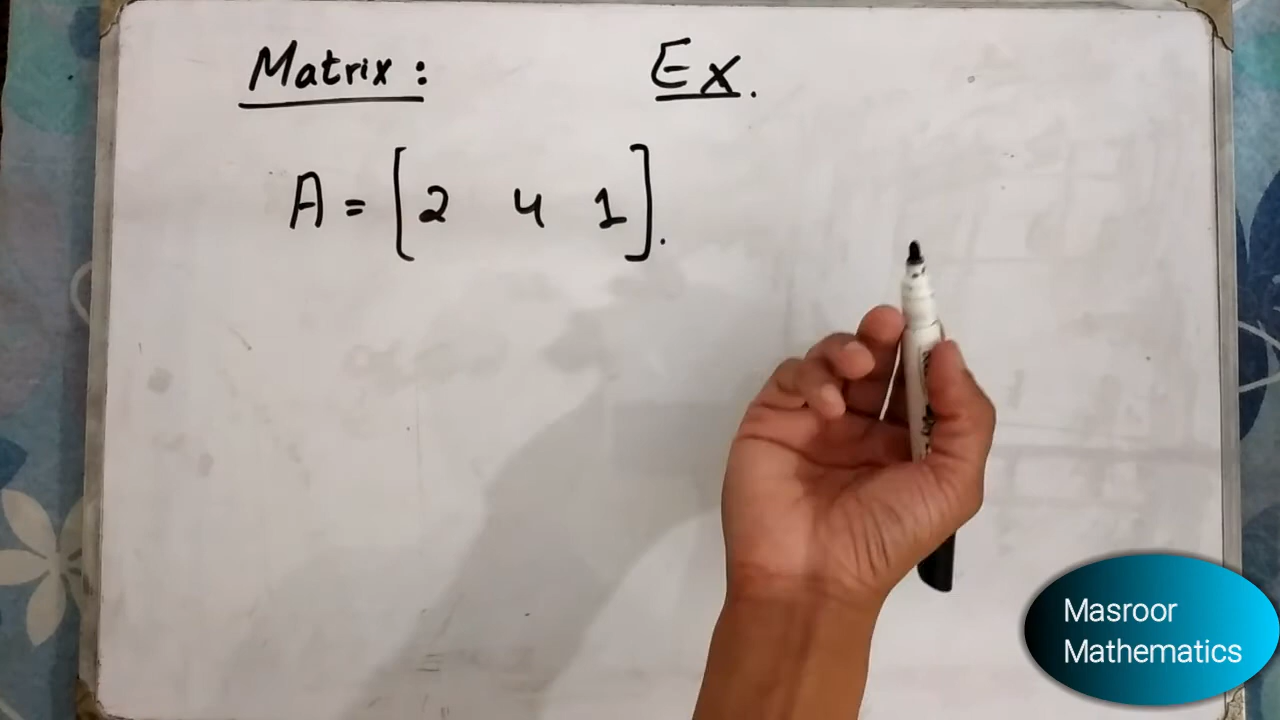 Matrix :
Ex.
A = [2 4 1].
Masroor
Mathematics